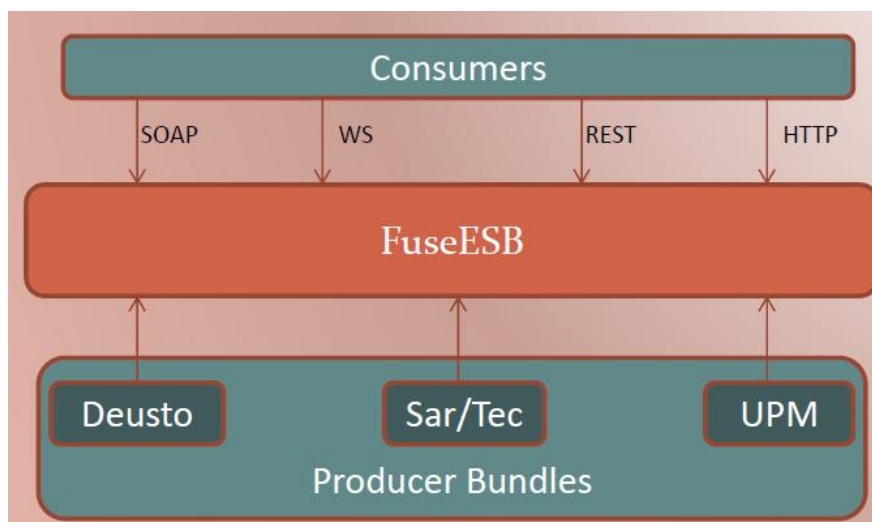 Consumers
SOAP WS REST HTTP
FuseESB
Deusto Sar/Tec UPM
Producer Bundles